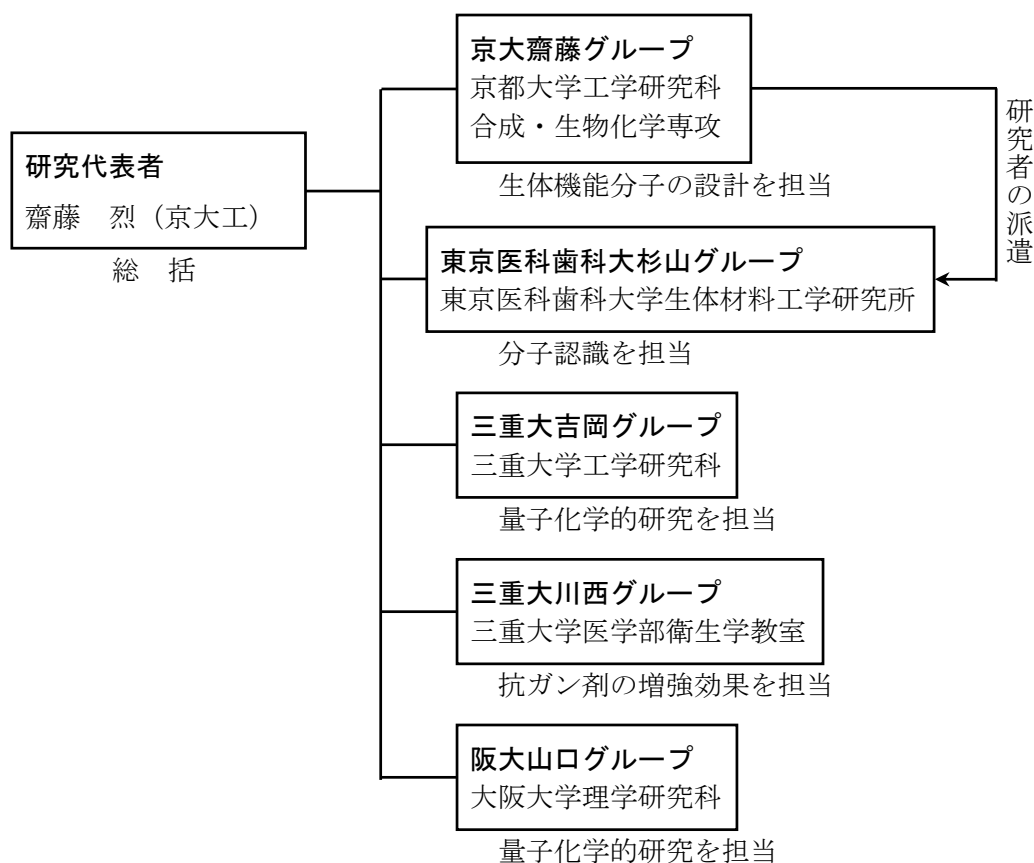 京大齋藤グループ
京都大学工学研究科
合成・生物化学専攻
生体機能分子の設計を担当
研究者の派遣
研究代表者
齋藤　烈（京大工）
総　括
東京医科歯科大杉山グループ
東京医科歯科大学生体材料工学研究所
分子認識を担当
三重大吉岡グループ
三重大学工学研究科
量子化学的研究を担当
三重大川西グループ
三重大学医学部衛生学教室
抗ガン剤の増強効果を担当
阪大山口グループ
大阪大学理学研究科
量子化学的研究を担当